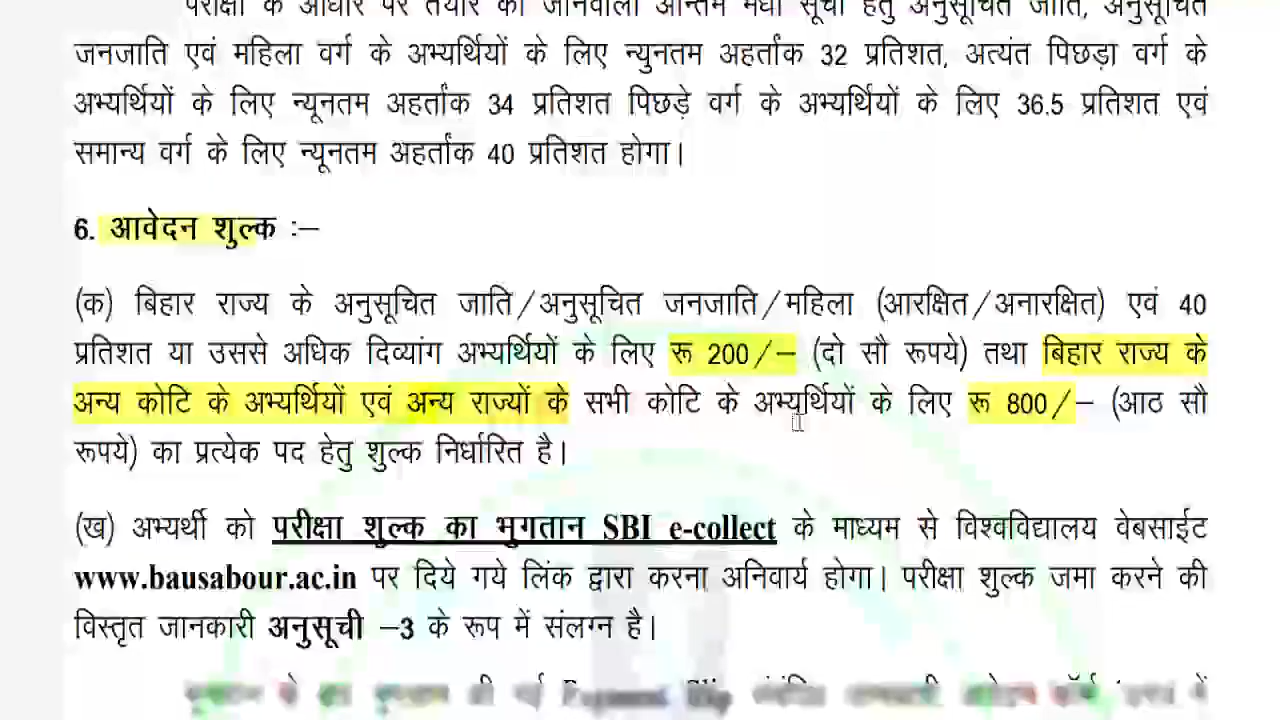 परीक्षा के आधार पर तैयार की जानेवाली अन्तिम मेधा सूची हेतु अनुसूचित जाति, अनुसूचित
जनजाति एवं महिला वर्ग के अभ्यर्थियों के लिए न्युनतम अहर्तांक 32 प्रतिशत, अत्यंत पिछड़ा वर्ग के
अभ्यर्थियों के लिए न्यूनतम अहर्तांक 34 प्रतिशत पिछड़े वर्ग के अभ्यर्थियों के लिए 36.5 प्रतिशत एवं
समान्य वर्ग के लिए न्यूनतम अहर्तांक 40 प्रतिशत होगा।
6. आवेदन शुल्क :–
(क) बिहार राज्य के अनुसूचित जाति/अनुसूचित जनजाति/महिला (आरक्षित/अनारक्षित) एवं 40
प्रतिशत या उससे अधिक दिव्यांग अभ्यर्थियों के लिए रू 200/– (दो सौ रूपये) तथा बिहार राज्य के
अन्य कोटि के अभ्यर्थियों एवं अन्य राज्यों के सभी कोटि के अभ्यर्थियों के लिए रू 800/– (आठ सौ
रूपये) का प्रत्येक पद हेतु शुल्क निर्धारित है।
(ख) अभ्यर्थी को परीक्षा शुल्क का भुगतान SBI e-collect के माध्यम से विश्वविद्यालय वेबसाईट
www.bausabour.ac.in पर दिये गये लिंक द्वारा करना अनिवार्य होगा। परीक्षा शुल्क जमा करने की
विस्तृत जानकारी अनुसूची –3 के रूप में संलग्न है।